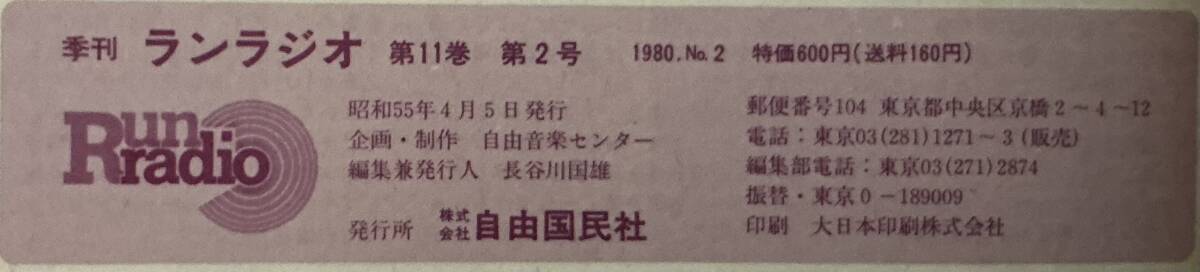 季刊 ランラジオ 第11巻 第2号 1980.No.2 特価600円(送料160円)
Run
radio
昭和55年4月5日発行
企画・制作 自由音楽センター
編集兼発行人 長谷川国雄
発行所 株式会社 自由国民社
郵便番号104 東京都中央区京橋2-4-12
電話:東京03(281)1271~3(販売)
編集部電話:東京03(271)2874
振替・東京0-189009
印刷 大日本印刷株式会社